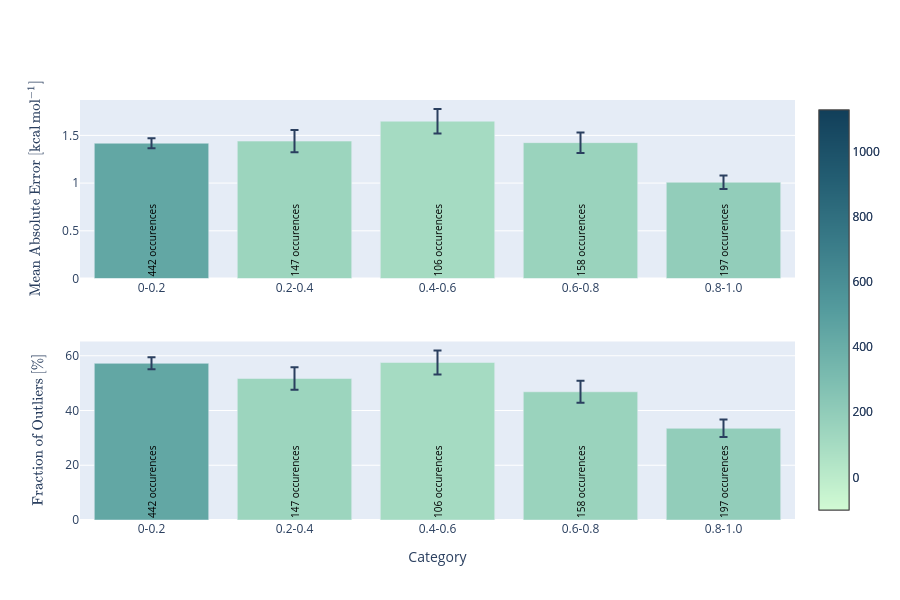 Mean Absolute Error [kcal mol⁻¹]
1.5
1
0.5
0
442 occurences
147 occurences
106 occurences
158 occurences
197 occurences
0-0.2
0.2-0.4
0.4-0.6
0.6-0.8
0.8-1.0
Fraction of Outliers [%]
60
40
20
0
442 occurences
147 occurences
106 occurences
158 occurences
197 occurences
0-0.2
0.2-0.4
0.4-0.6
0.6-0.8
0.8-1.0
Category
1000
800
600
400
200
0